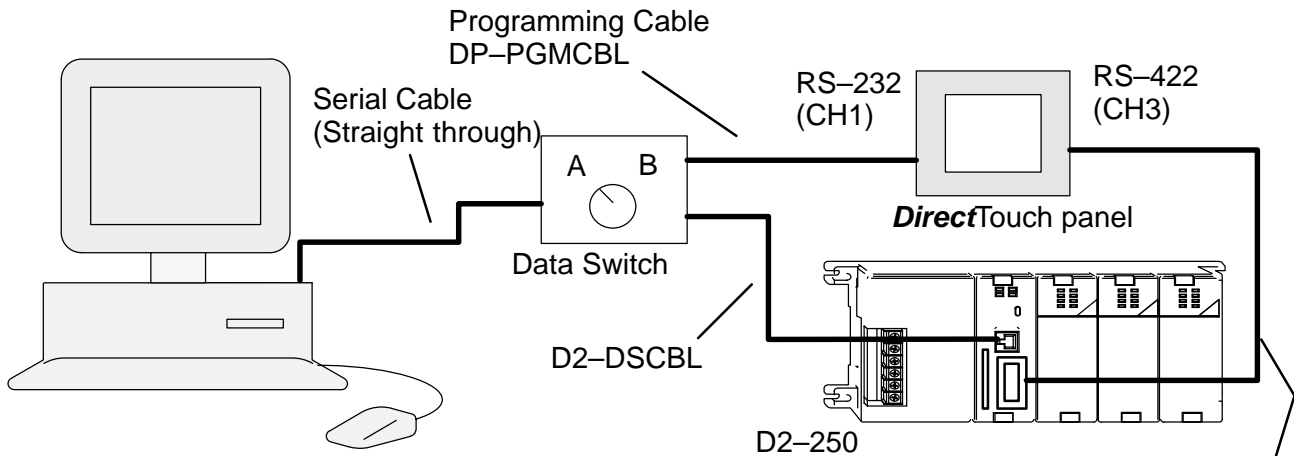 Programming Cable
DP–PGMCBL
Serial Cable
(Straight through)
RS–232
(CH1)
RS–422
(CH3)
A
B
DirectTouch panel
Data Switch
D2–DSCBL
D2–250